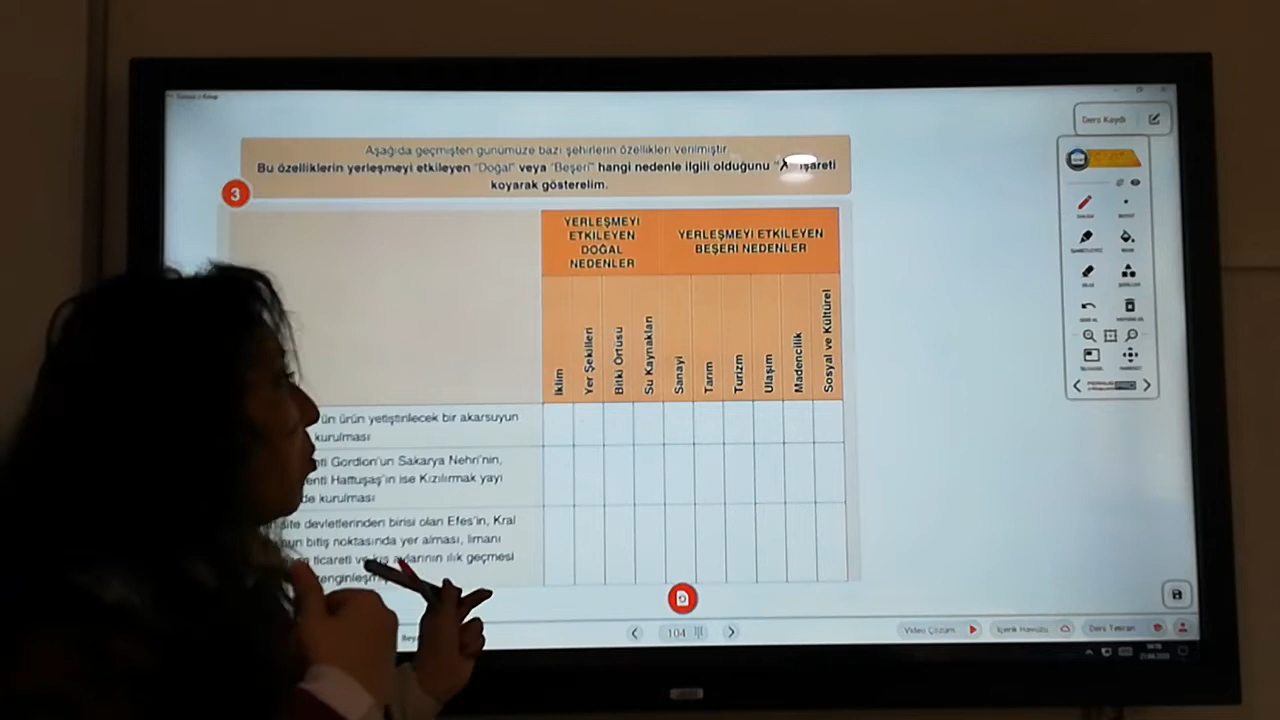 Aşağıda geçmişten günümüze bazı şehirlerin özellikleri verilmiştir.
Bu özelliklerin yerleşmeyi etkileyen "Doğal" veya "Beşeri" hangi nedenle ilgili olduğunu "X" işareti
koyarak gösterelim.
3
YERLEŞMEYİ
ETKİLEYEN
DOĞAL
NEDENLER
YERLEŞMEYİ ETKİLEYEN
BEŞERİ NEDENLER
İklim
Yer Şekilleri
Bitki Örtüsü
Su Kaynakları
Sanayi
Tarım
Turizm
Ulaşım
Madencilik
Sosyal ve Kültürel
ün ürün yetiştirilecek bir akarsuyun
kurulması
Gordion'un Sakarya Nehri'nin,
Hattuşaş'ın ise Kızılırmak yayı
kurulması
site devletlerinden birisi olan Efes'in, Kral
bitiş noktasında yer alması, limanı
ticareti ve kış aylarının ılık geçmesi
Ders Kaydı
104
Video Çözüm
İçerik Havuzu
Ders Tekrarı